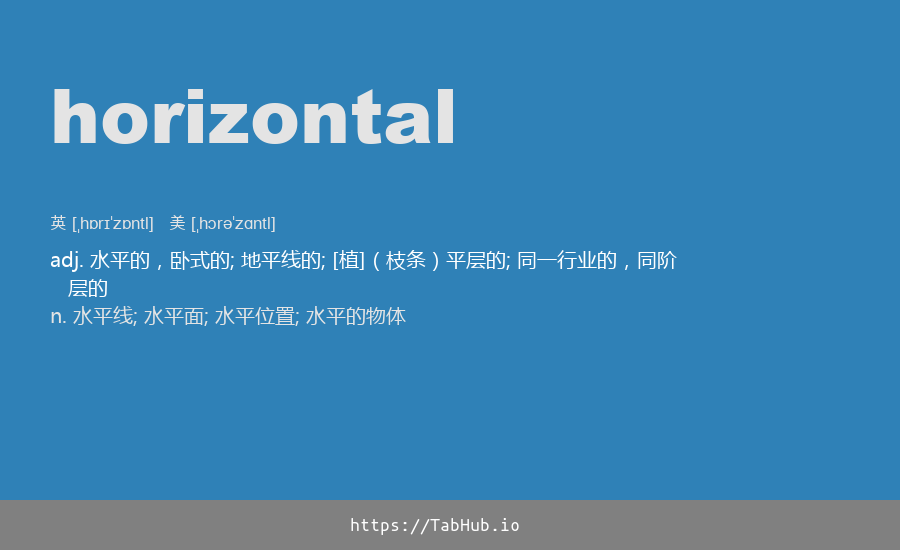 horizontal
英 [ˌhɒrɪˈzɒntl] 美 [ˌhɔrəˈzɑntl]
adj. 水平的，卧式的; 地平线的; [植]（枝条）平层的; 同一行业的，同阶
层的
n. 水平线; 水平面; 水平位置; 水平的物体
https://TabHub.io